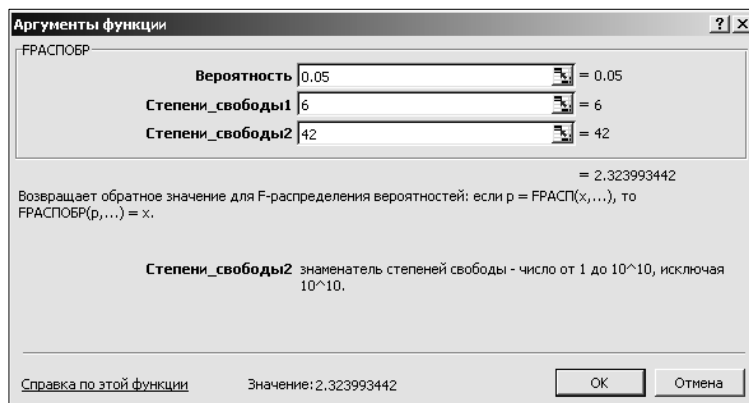 Аргументы функции
FРАСПОБР
Вероятность 0.05 = 0.05
Степени_свободы1 6 = 6
Степени_свободы2 42 = 42
= 2.323993442
Возвращает обратное значение для F-распределения вероятностей: если p = FРАСП(x,...), то
FРАСПОБР(p,...) = x.
Степени_свободы2 знаменатель степеней свободы - число от 1 до 10^10, исключая
10^10.
Справка по этой функции Значение:2.323993442 OK Отмена